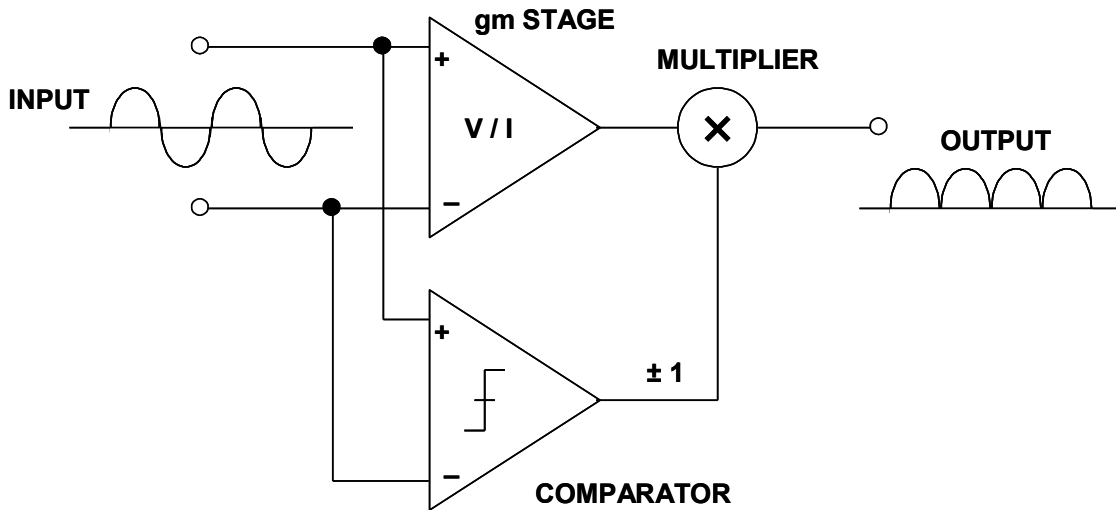 gm STAGE
MULTIPLIER
INPUT
+
V / I
×
OUTPUT
−
+
± 1
−
COMPARATOR